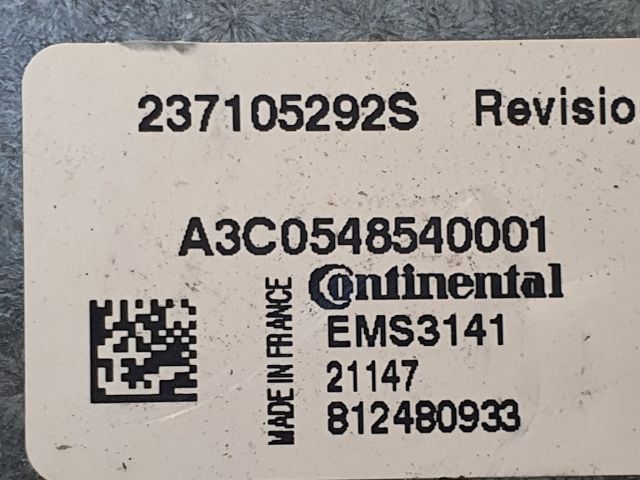 237105292S Revisio
A3C0548540001
Continental
MADE IN FRANCE
EMS3141
21147
812480933